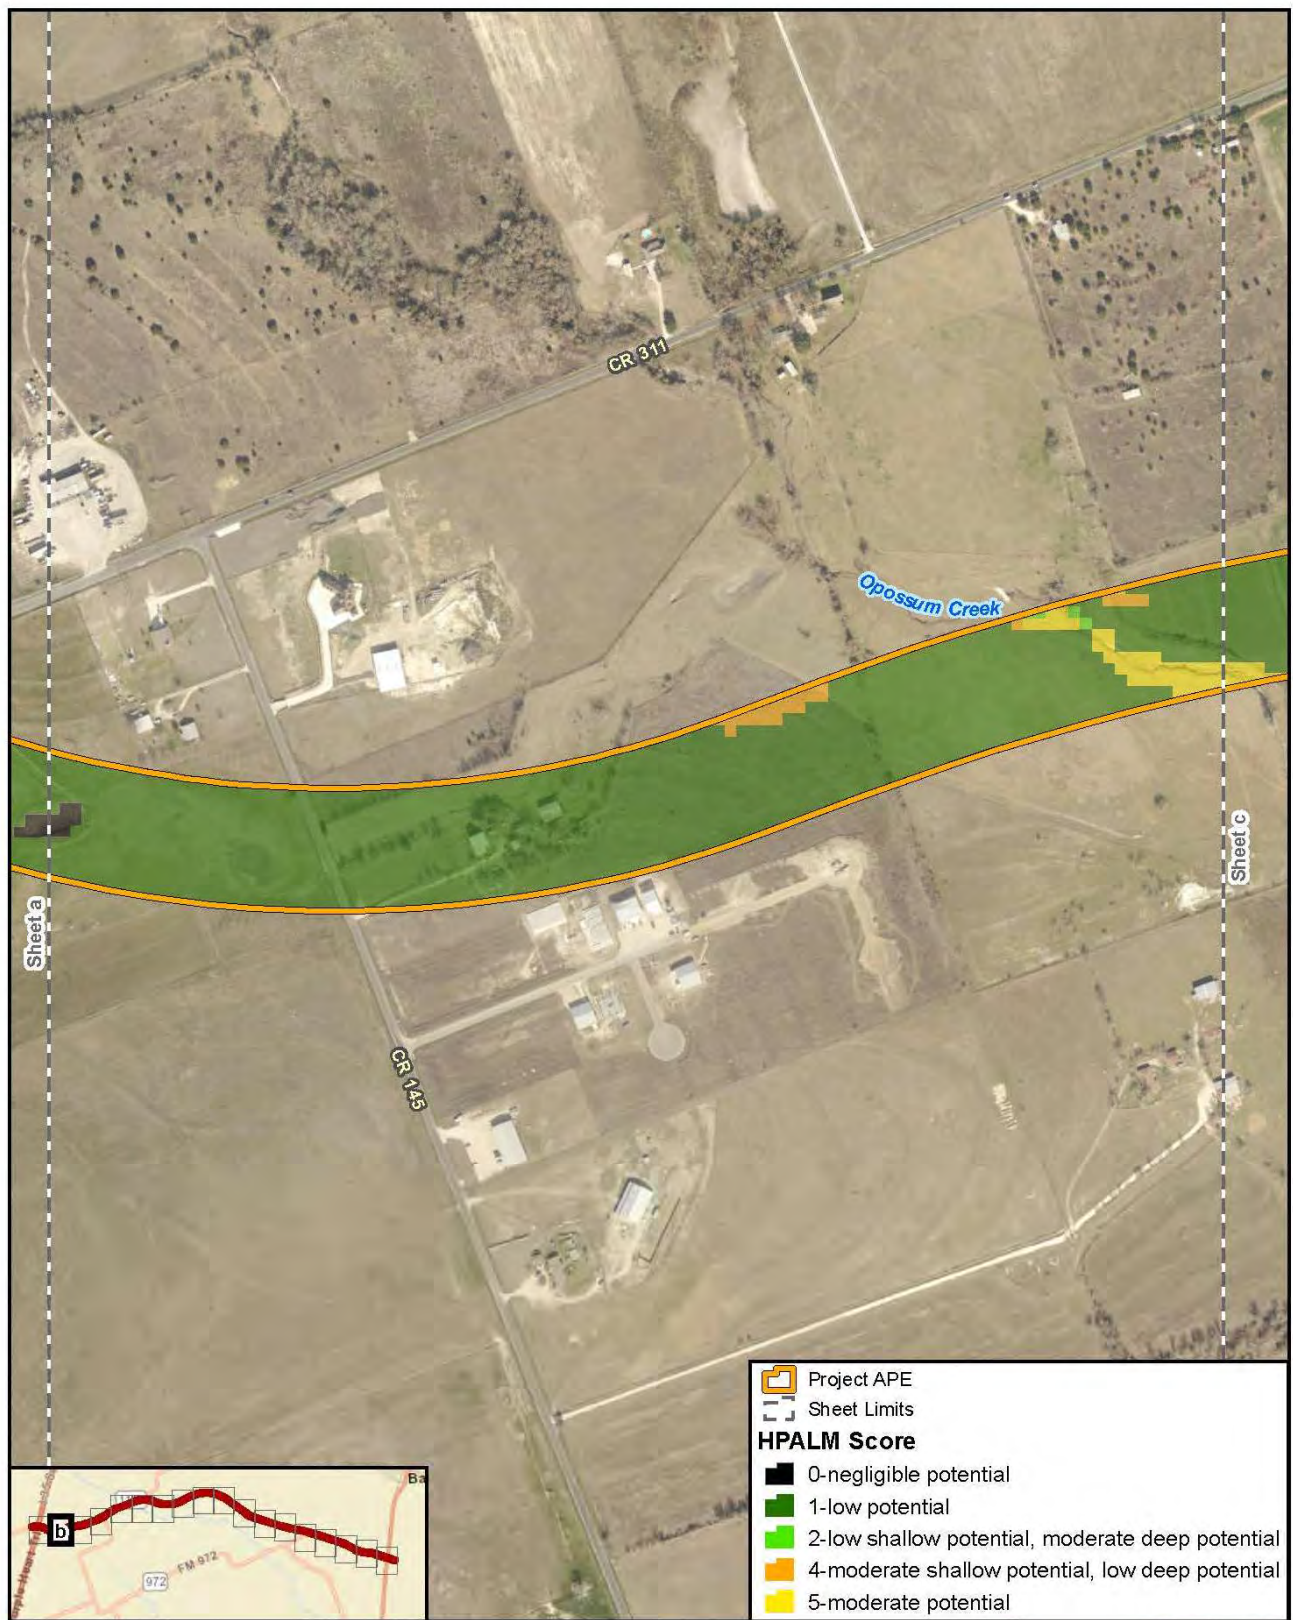 CR 311
Opossum Creek
Sheet c
Sheet a
CR 145
Project APE
Sheet Limits
HPALM Score
0-negligible potential
1-low potential
2-low shallow potential, moderate deep potential
4-moderate shallow potential, low deep potential
5-moderate potential
Ba
b
FM 972
972